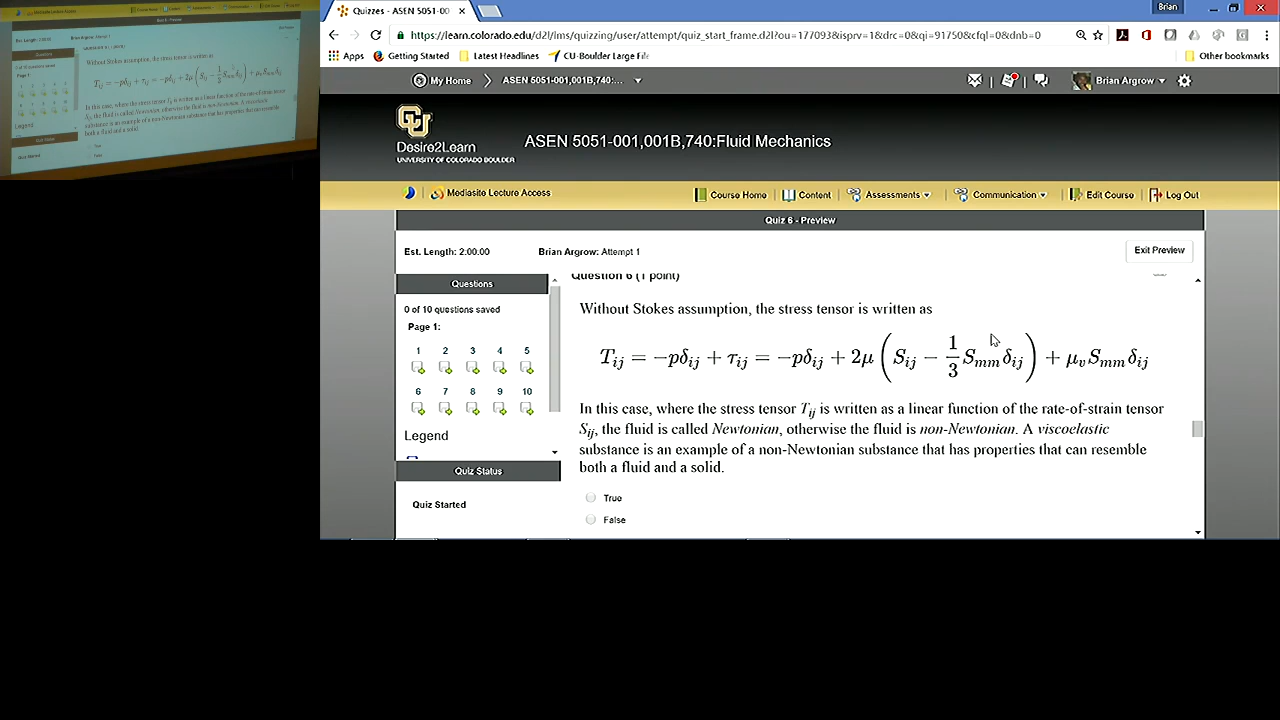 Quizzes - ASEN 5051-00
Brian
https://learn.colorado.edu/d2l/lms/quizzing/user/attempt/quiz_start_frame.d2l?ou=177093&isprv=1&drc=0&qi=91750&cfql=0&dnb=0
Apps Getting Started Latest Headlines CU-Boulder Large Fil Other bookmarks
My Home ASEN 5051-001,001B,740:... Brian Argrow
CU
Desire2Learn
UNIVERSITY OF COLORADO BOULDER
ASEN 5051-001,001B,740:Fluid Mechanics
Mediasite Lecture Access Course Home Content Assessments Communication Edit Course Log Out
Quiz 6 - Preview
Est. Length: 2:00.00 Brian Argrow: Attempt 1 Exit Preview
Questions
0 of 10 questions saved
Page 1:
1 2 3 4 5
6 7 8 9 10
Legend
Quiz Status
Quiz Started
Question 6 (1 point)
Without Stokes assumption, the stress tensor is written as
T_ij = −pδ_ij + τ_ij = −pδ_ij + 2μ (S_ij − 1/3 S_mm δ_ij) + μ_v S_mm δ_ij
In this case, where the stress tensor T_ij is written as a linear function of the rate-of-strain tensor
S_ij, the fluid is called Newtonian, otherwise the fluid is non-Newtonian. A viscoelastic
substance is an example of a non-Newtonian substance that has properties that can resemble
both a fluid and a solid.
True
False